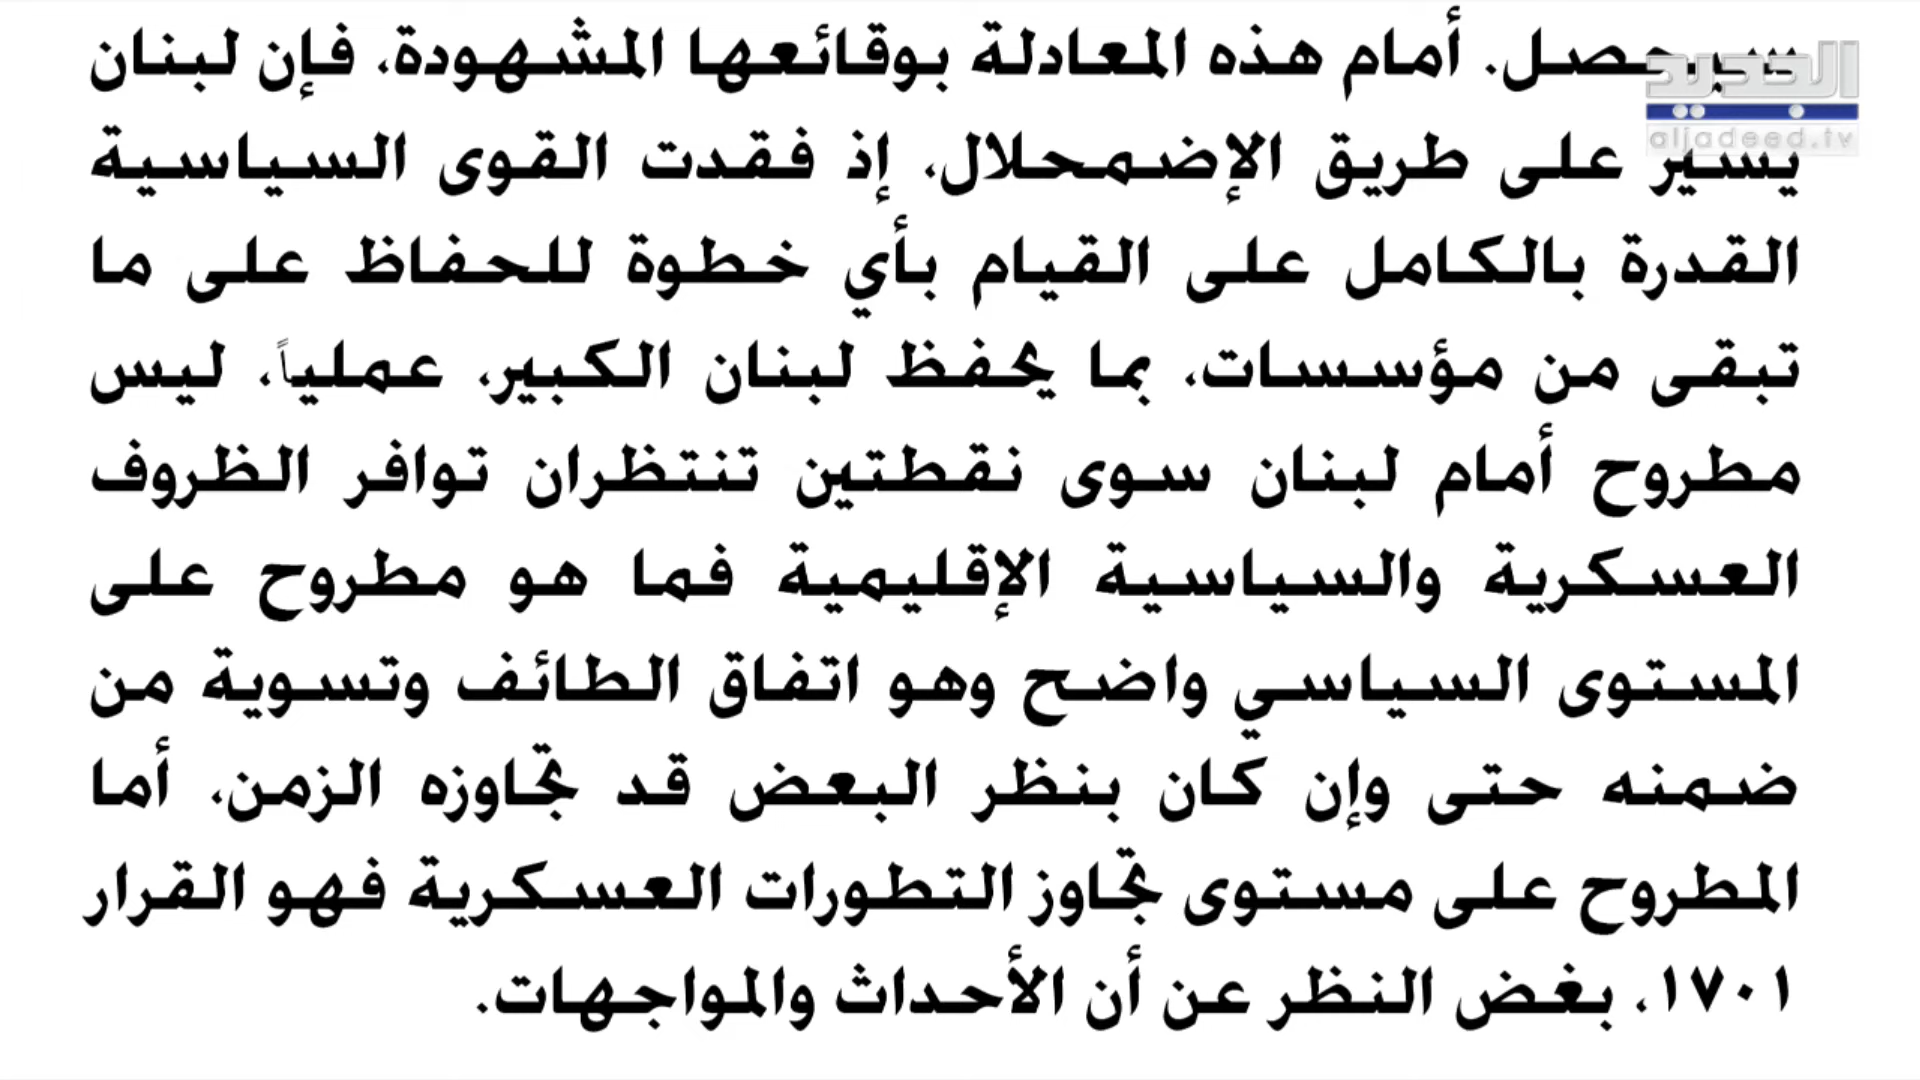 سيحصل. أمام هذه المعادلة بوقائعها المشهودة، فإن لبنان
الجديد
aljadeed.tv
يسير على طريق الإضمحلال، إذ فقدت القوى السياسية
القدرة بالكامل على القيام بأي خطوة للحفاظ على ما
تبقى من مؤسسات، بما يحفظ لبنان الكبير، عملياً، ليس
مطروح أمام لبنان سوى نقطتين تنتظران توافر الظروف
العسكرية والسياسية الإقليمية فما هو مطروح على
المستوى السياسي واضح وهو اتفاق الطائف وتسوية من
ضمنه حتى وإن كان بنظر البعض قد تجاوزه الزمن، أما
المطروح على مستوى تجاوز التطورات العسكرية فهو القرار
١٧٠١، بغض النظر عن أن الأحداث والمواجهات.